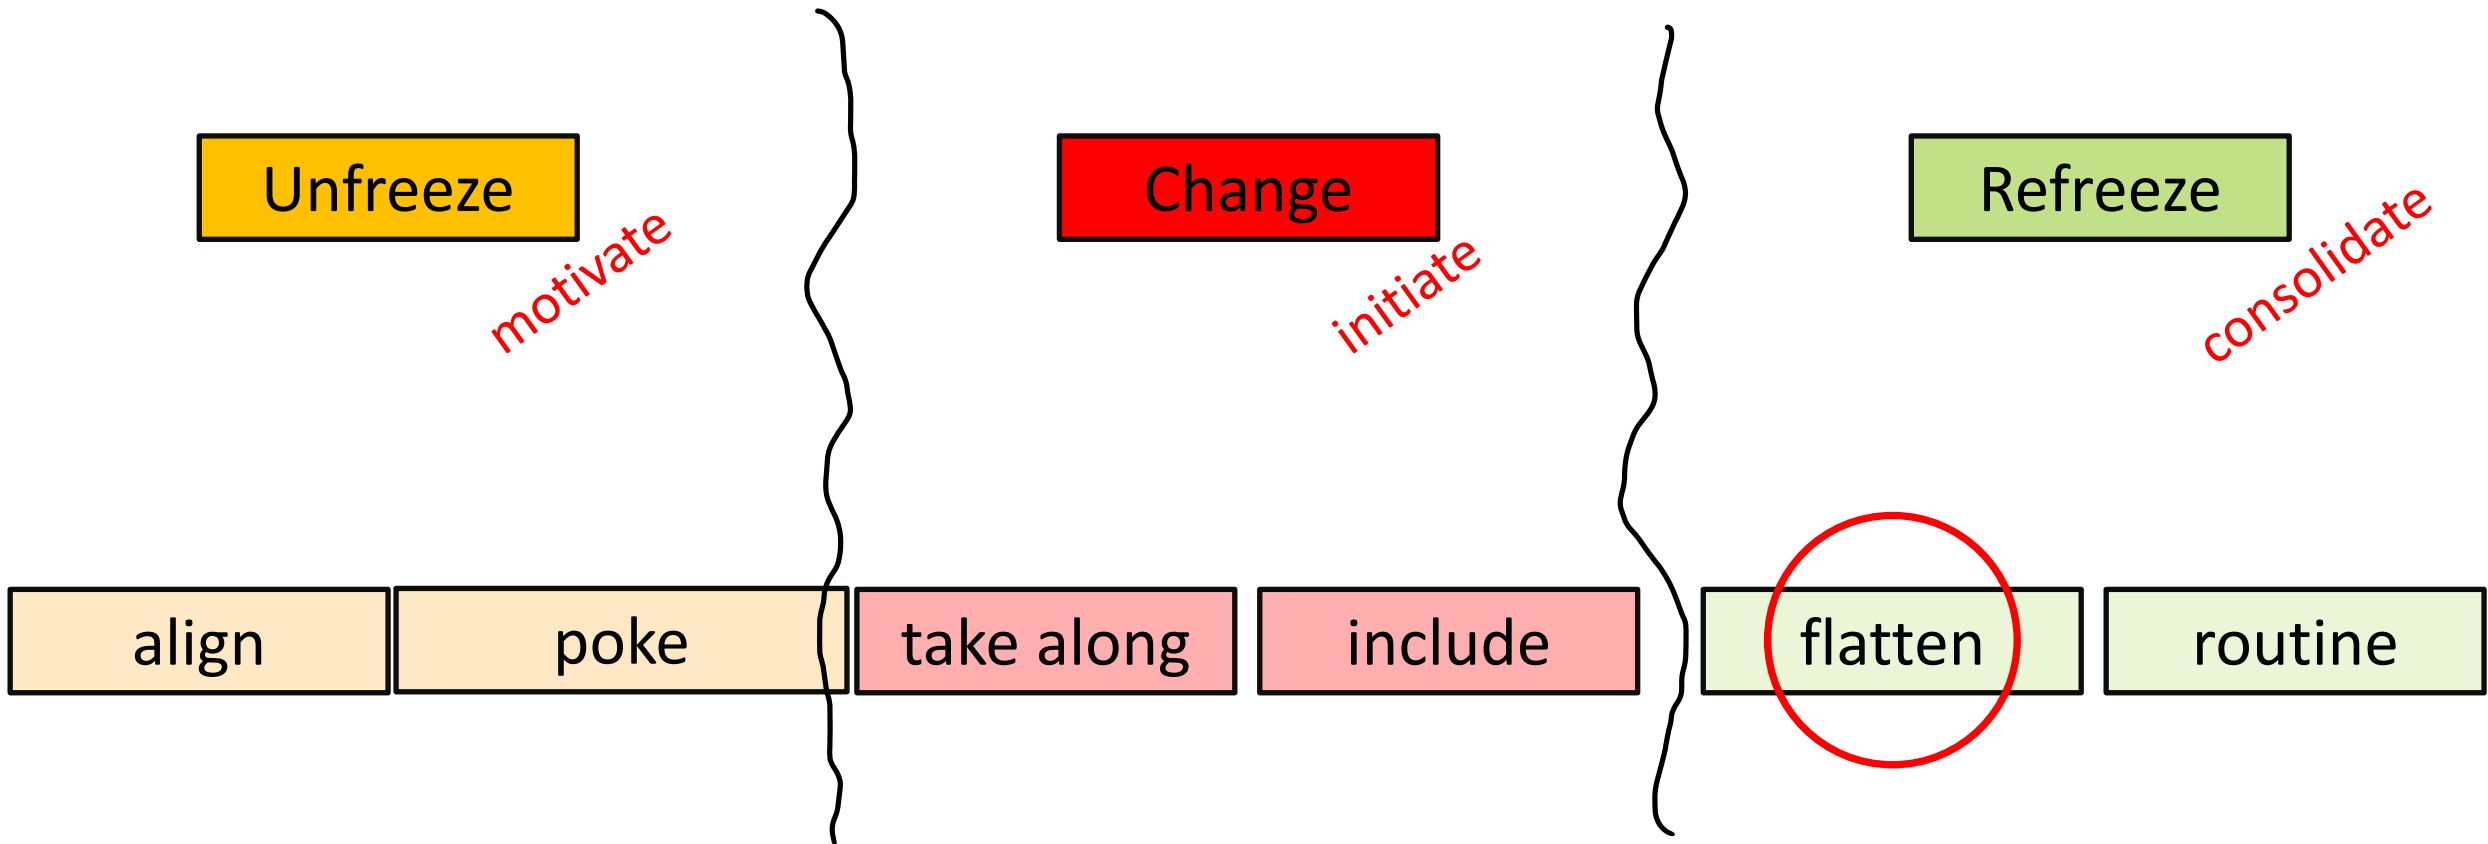 Unfreeze
motivate
Change
initiate
Refreeze
consolidate
align
poke
take along
include
flatten
routine